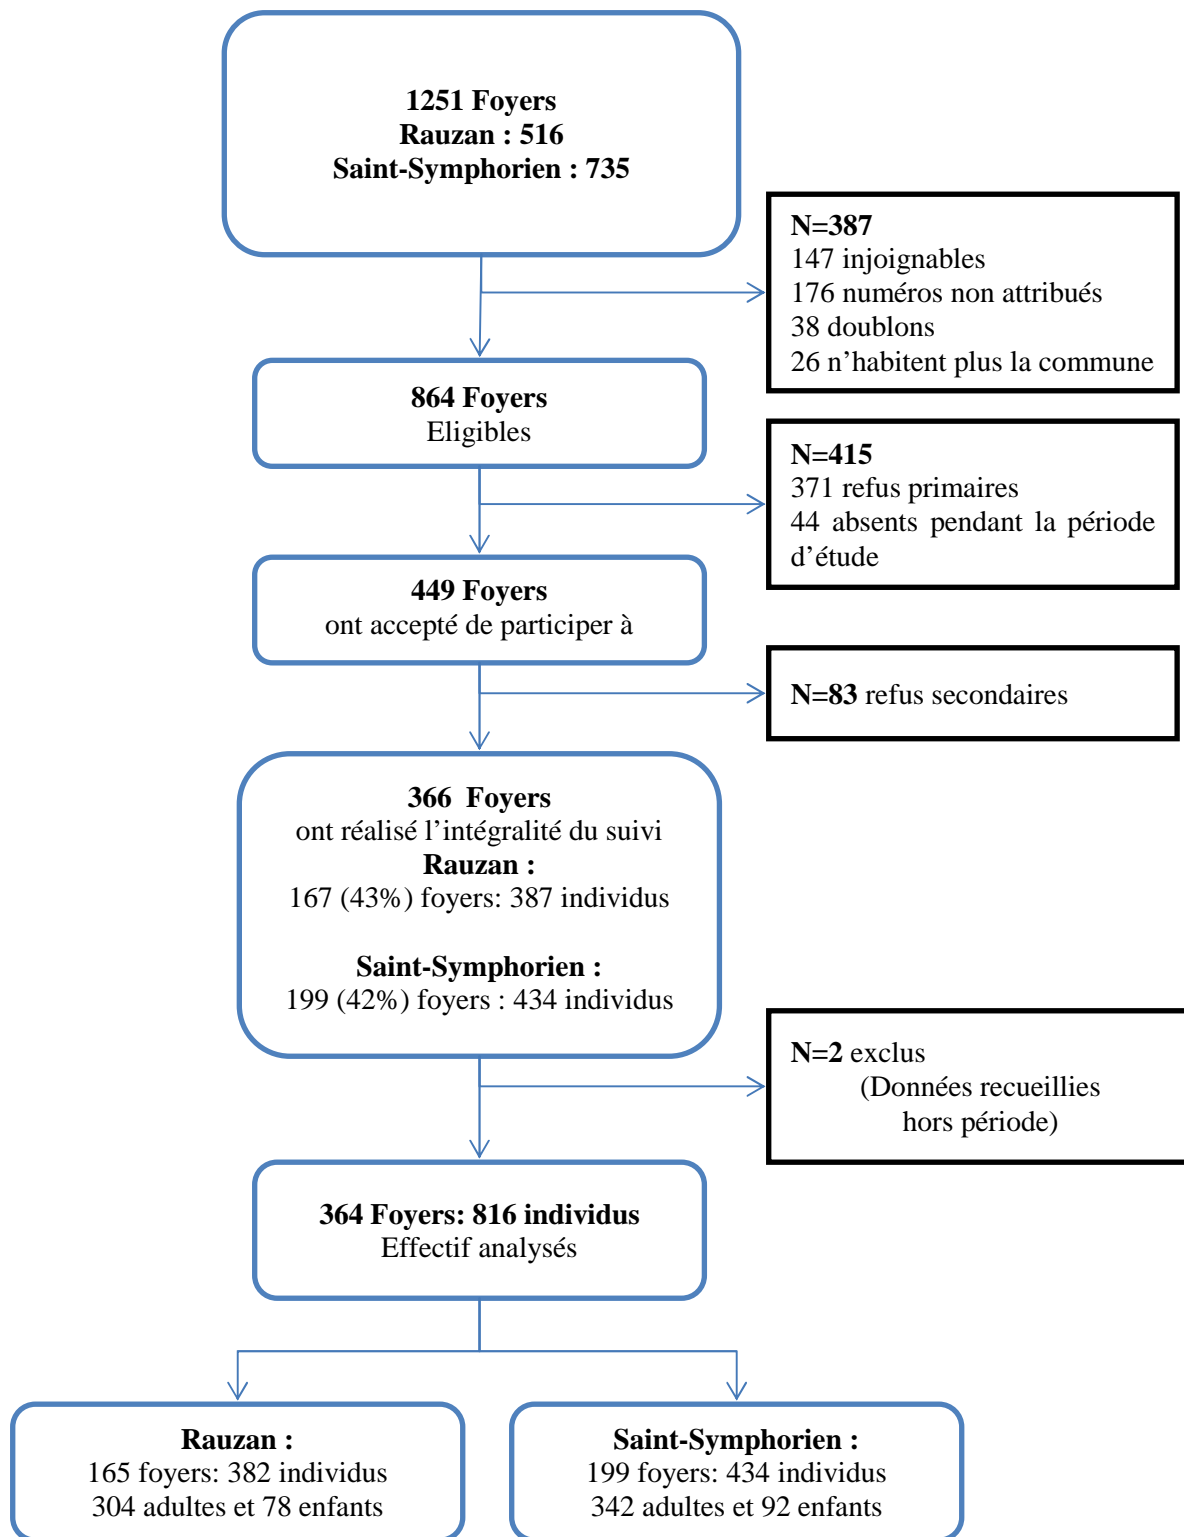 1251 Foyers
Rauzan : 516
Saint-Symphorien : 735
N=387
147 injoignables
176 numéros non attribués
38 doublons
26 n’habitent plus la commune
864 Foyers
Eligibles
N=415
371 refus primaires
44 absents pendant la période
d’étude
449 Foyers
ont accepté de participer à
N=83 refus secondaires
366 Foyers
ont réalisé l’intégralité du suivi
Rauzan :
167 (43%) foyers: 387 individus
Saint-Symphorien :
199 (42%) foyers : 434 individus
N=2 exclus
(Données recueillies
hors période)
364 Foyers: 816 individus
Effectif analysés
Rauzan :
165 foyers: 382 individus
304 adultes et 78 enfants
Saint-Symphorien :
199 foyers: 434 individus
342 adultes et 92 enfants